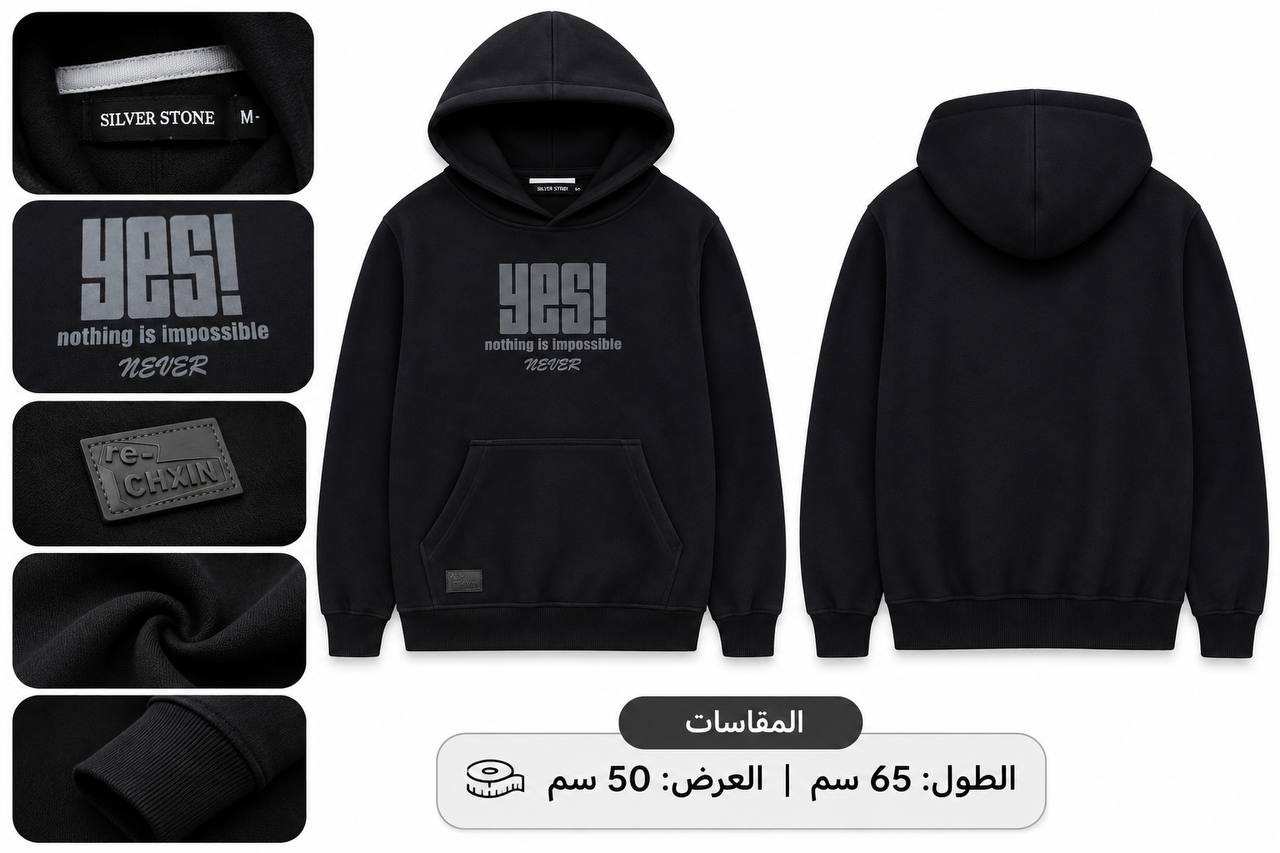 SILVER STONE M-
yes!
nothing is impossible
NEVER
re-
CHXIN
yes!
nothing is impossible
NEVER
المقاسات
الطول: 65 سم | العرض: 50 سم